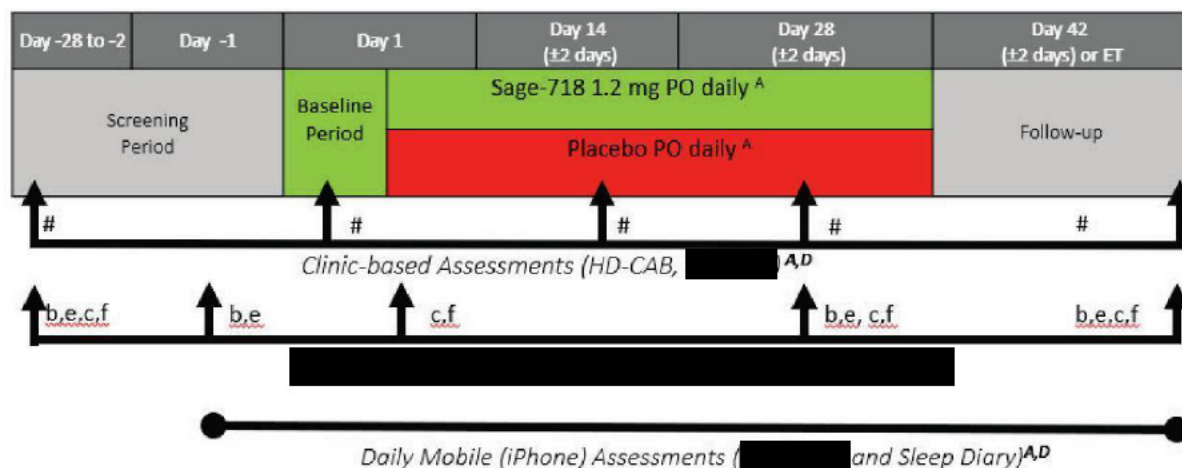 Day -28 to -2 Day -1 Day 1 Day 14 (±2 days) Day 28 (±2 days) Day 42 (±2 days) or ET
Screening Period
Baseline Period
Sage-718 1.2 mg PO daily A
Placebo PO daily A
Follow-up
# # # # #
Clinic-based Assessments (HD-CAB, )A,D
b,e,c,f b,e c,f b,e, c,f b,e,c,f
Daily Mobile (iPhone) Assessments ( and Sleep Diary)A,D